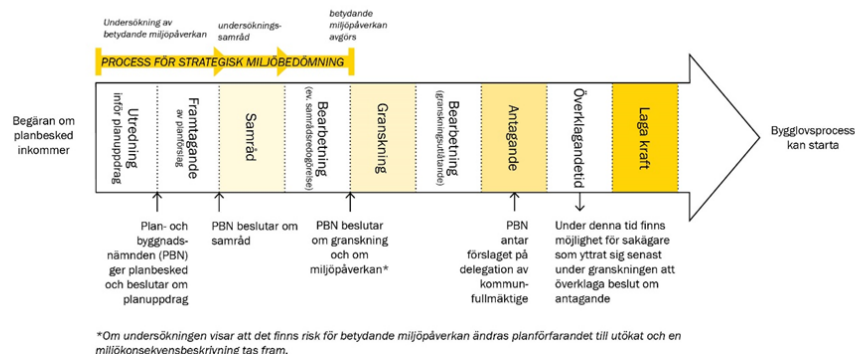 Undersökning av
betydande miljöpåverkan
undersöknings-
samråd
betydande
miljöpåverkan
avgörs
PROCESS FÖR STRATEGISK MILJÖBEDÖMNING
Begäran om
planbesked
inkommer
Utredning
inför planuppdrag
Framtagande
av planförslag
Samråd
Bearbetning
(ev. samrådsredogörelse)
Granskning
Bearbetning
(granskningsutlåtande)
Antagande
Överklagandetid
Laga kraft
Bygglovsprocess
kan starta
Plan- och
byggnads-
nämnden (PBN)
ger planbesked
och beslutar om
planuppdrag
PBN beslutar om
samråd
PBN beslutar
om granskning
och om
miljöpåverkan*
PBN
antar
förslaget på
delegation av
kommun-
fullmäktige
Under denna tid finns
möjlighet för sakägare
som yttrat sig senast
under granskningen att
överklaga beslut om
antagande
*Om undersökningen visar att det finns risk för betydande miljöpåverkan ändras planförfarandet till utökat och en
miljökonsekvensbeskrivning tas fram.